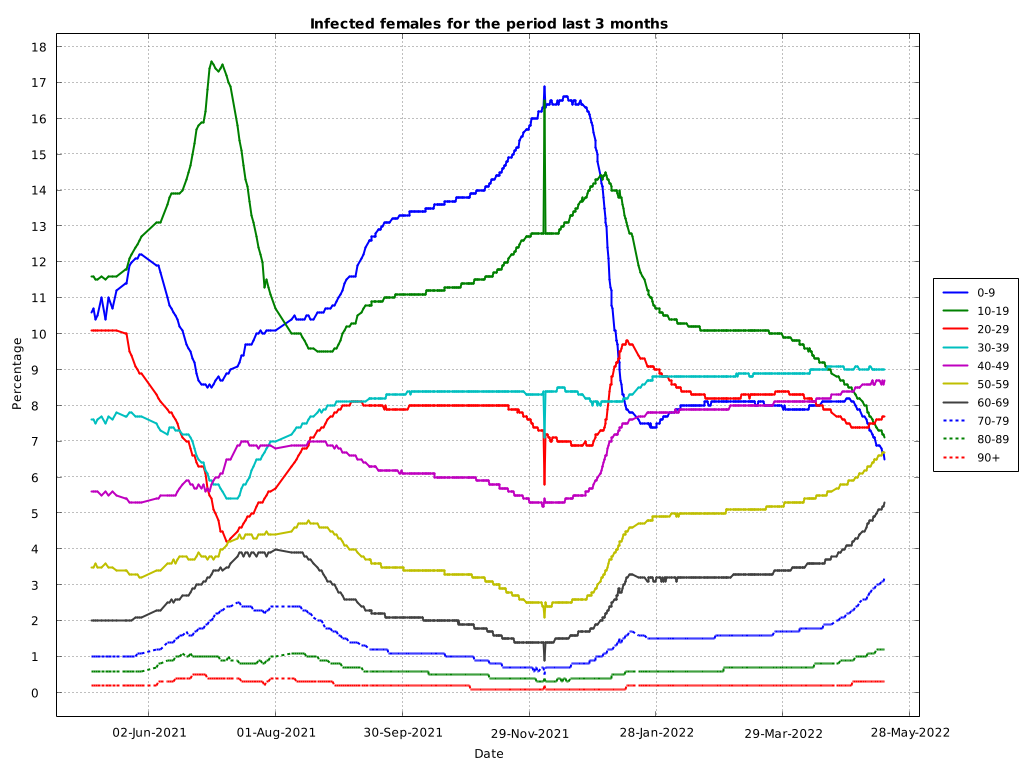 Infected females for the period last 3 months
Percentage
18
17
16
15
14
13
12
11
10
9
8
7
6
5
4
3
2
1
0
02-Jun-2021
01-Aug-2021
30-Sep-2021
29-Nov-2021
28-Jan-2022
29-Mar-2022
28-May-2022
Date
0-9
10-19
20-29
30-39
40-49
50-59
60-69
70-79
80-89
90+